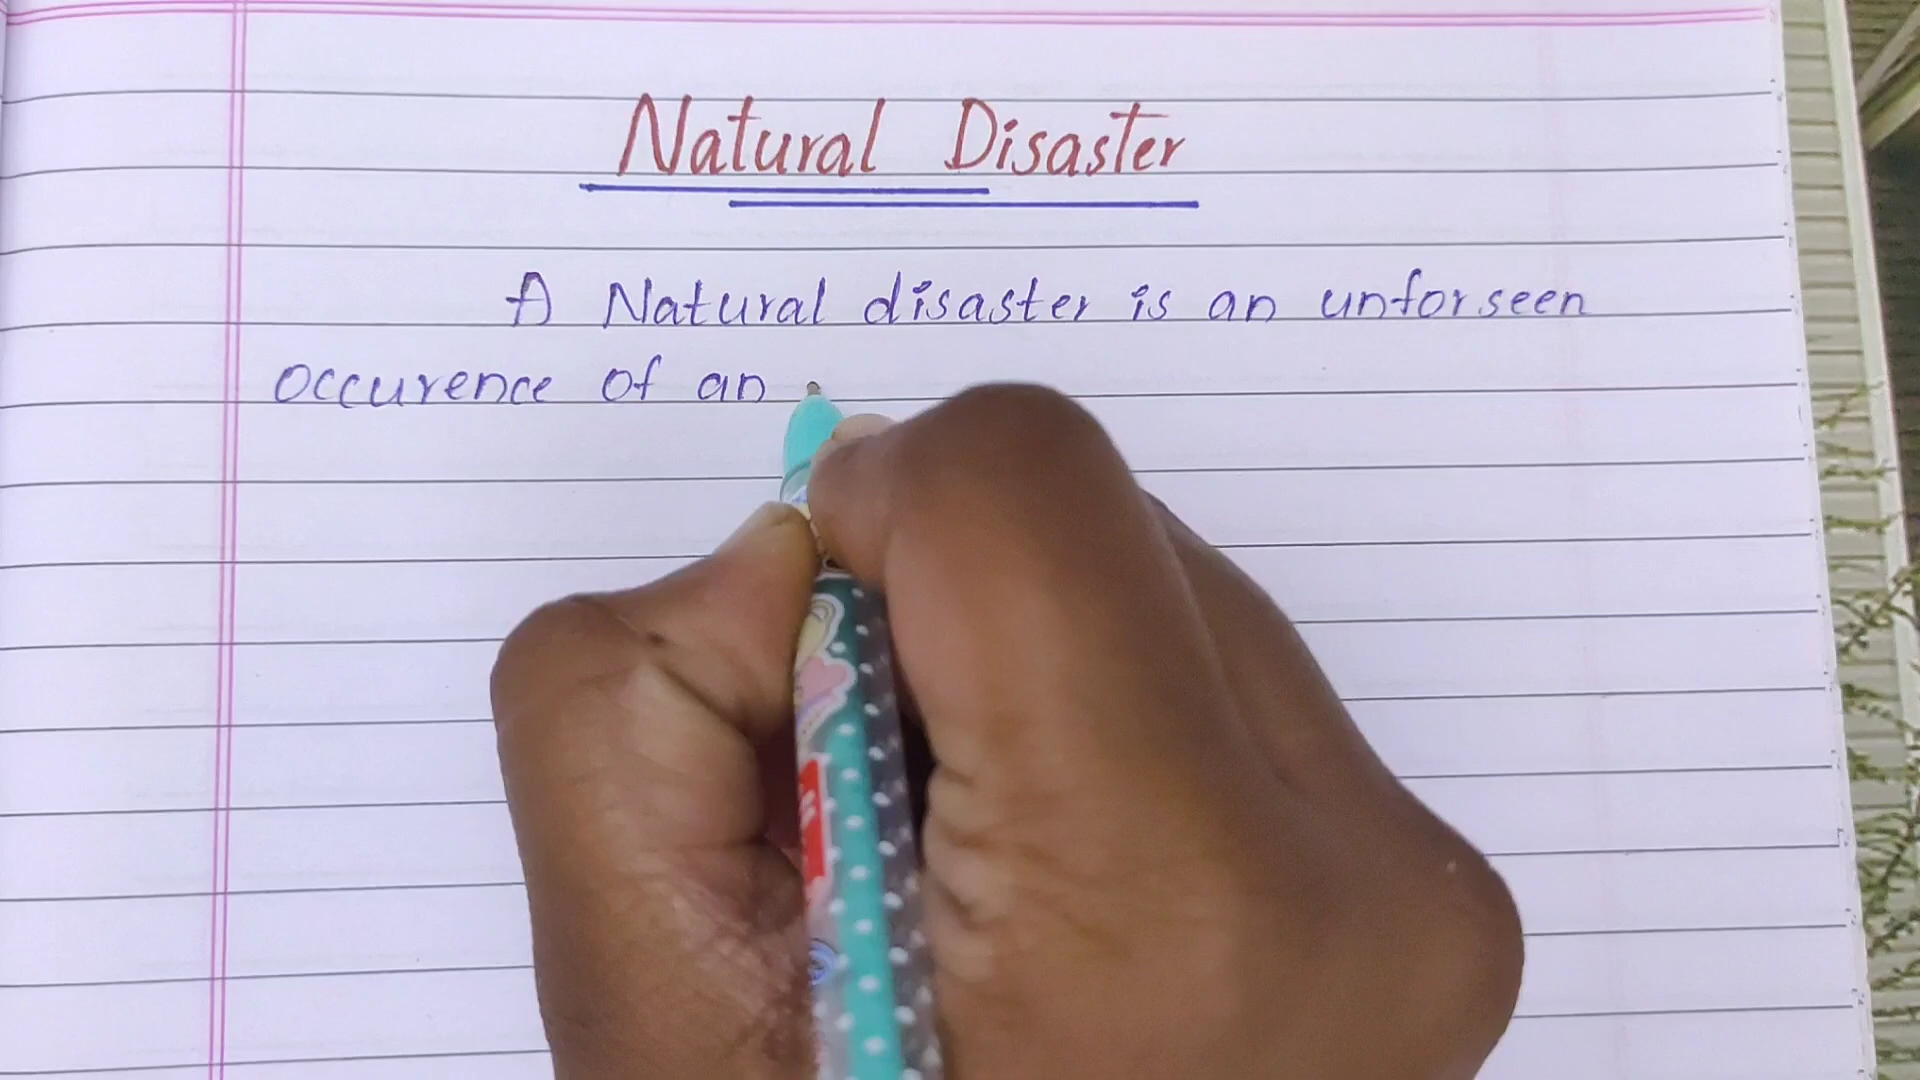 Natural Disaster
A Natural disaster is an unforseen
occurence of an